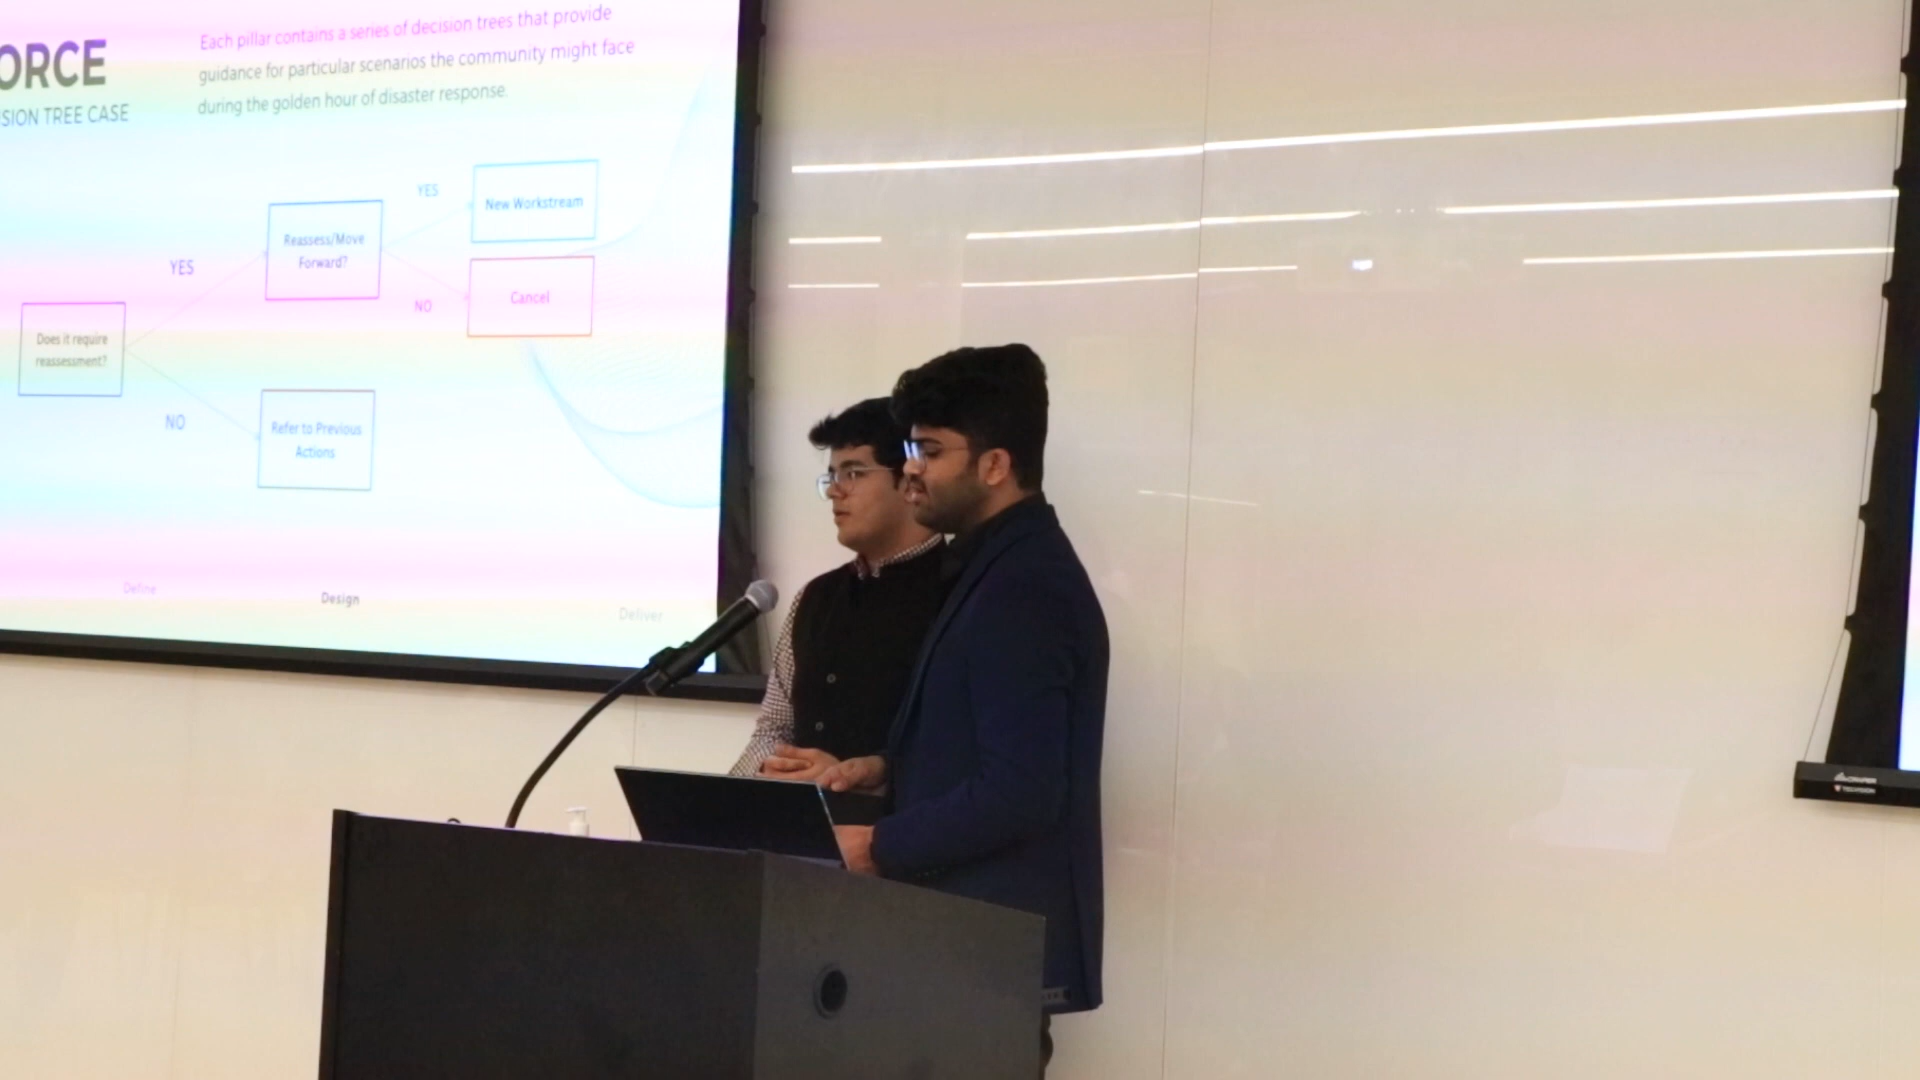 ORCE
SION TREE CASE
Each pillar contains a series of decision trees that provide
guidance for particular scenarios the community might face
during the golden hour of disaster response.
Does it require
reassessment?
YES
NO
Reassess/Move
Forward?
Refer to Previous
Actions
YES
NO
New Workstream
Cancel
Define
Design
Deliver